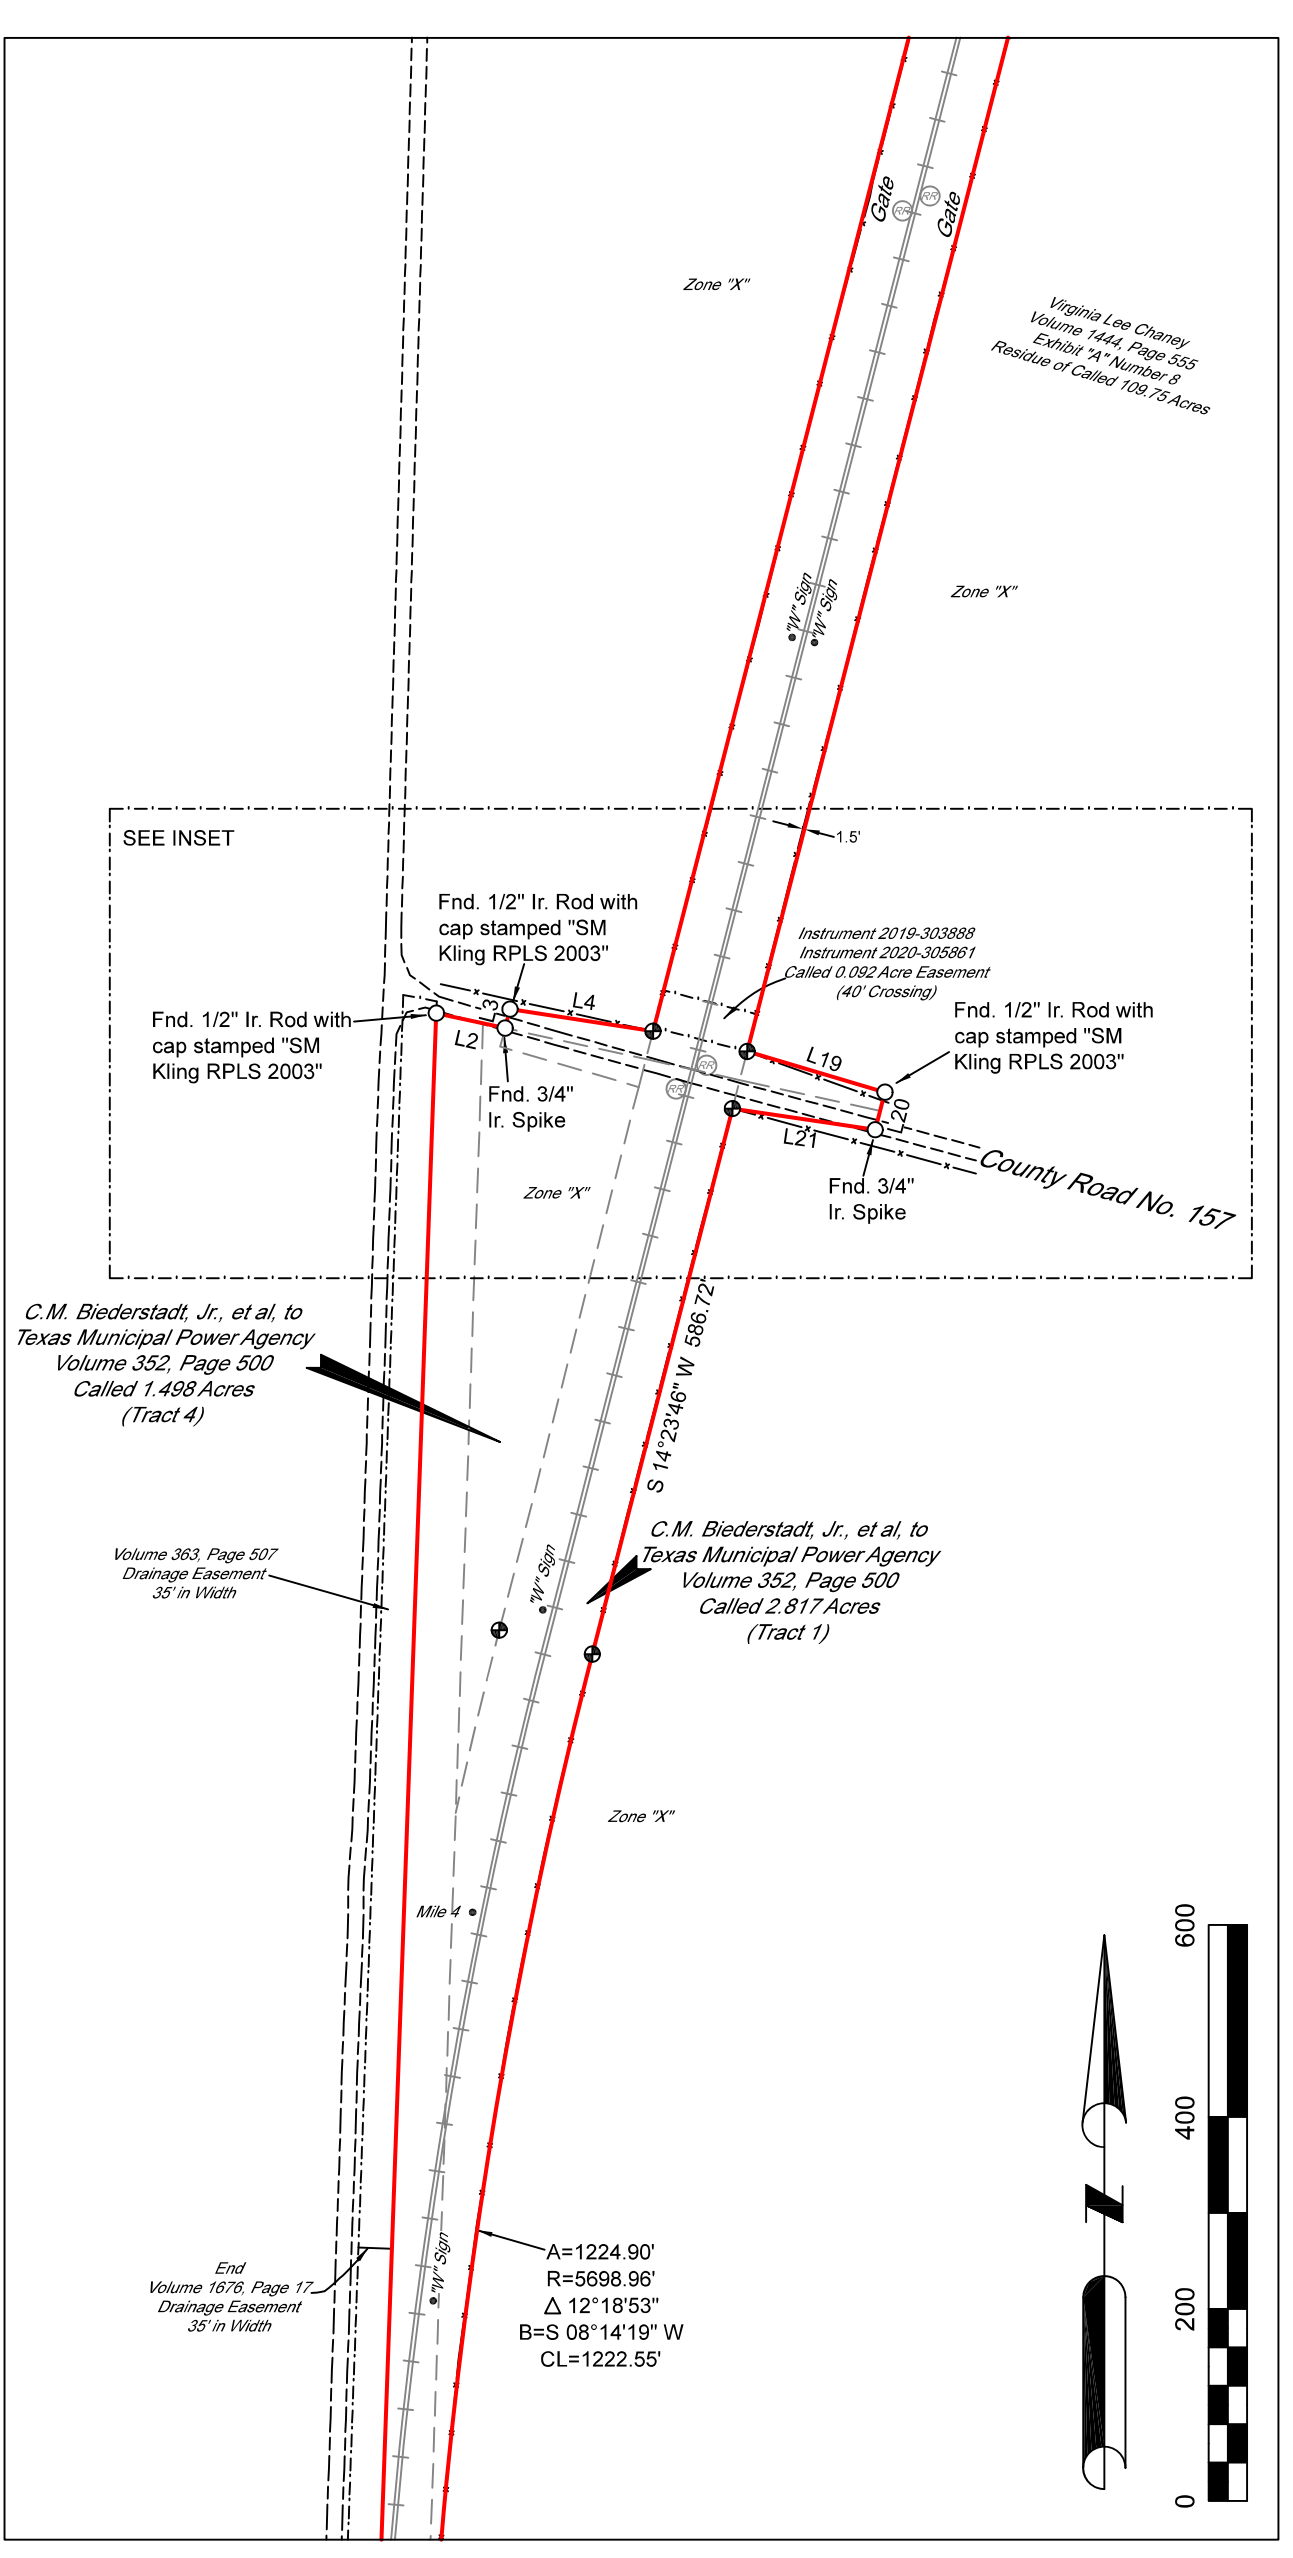 Gate
RR
RR
Gate
Zone "X"
Virginia Lee Chaney
Volume 1444, Page 555
Exhibit "A" Number 8
Residue of Called 109.75 Acres
"W" Sign
"W" Sign
Zone "X"
SEE INSET
1.5'
Fnd. 1/2" Ir. Rod with
cap stamped "SM
Kling RPLS 2003"
Instrument 2019-303888
Instrument 2020-305861
Called 0.092 Acre Easement
(40' Crossing)
L3
L4
Fnd. 1/2" Ir. Rod with
cap stamped "SM
Kling RPLS 2003"
L2
Fnd. 1/2" Ir. Rod with
cap stamped "SM
Kling RPLS 2003"
L19
RR
RR
Fnd. 3/4"
Ir. Spike
L20
L21
County Road No. 157
Zone "X"
Fnd. 3/4"
Ir. Spike
C.M. Biederstadt, Jr., et al, to
Texas Municipal Power Agency
Volume 352, Page 500
Called 1.498 Acres
(Tract 4)
S 14°23'46" W 586.72'
C.M. Biederstadt, Jr., et al, to
Texas Municipal Power Agency
Volume 352, Page 500
Called 2.817 Acres
(Tract 1)
Volume 363, Page 507
Drainage Easement
35' in Width
"W" Sign
Zone "X"
Mile 4
"W" Sign
A=1224.90'
R=5698.96'
Δ 12°18'53"
B=S 08°14'19" W
CL=1222.55'
End
Volume 1676, Page 17
Drainage Easement
35' in Width
N
600
400
200
0